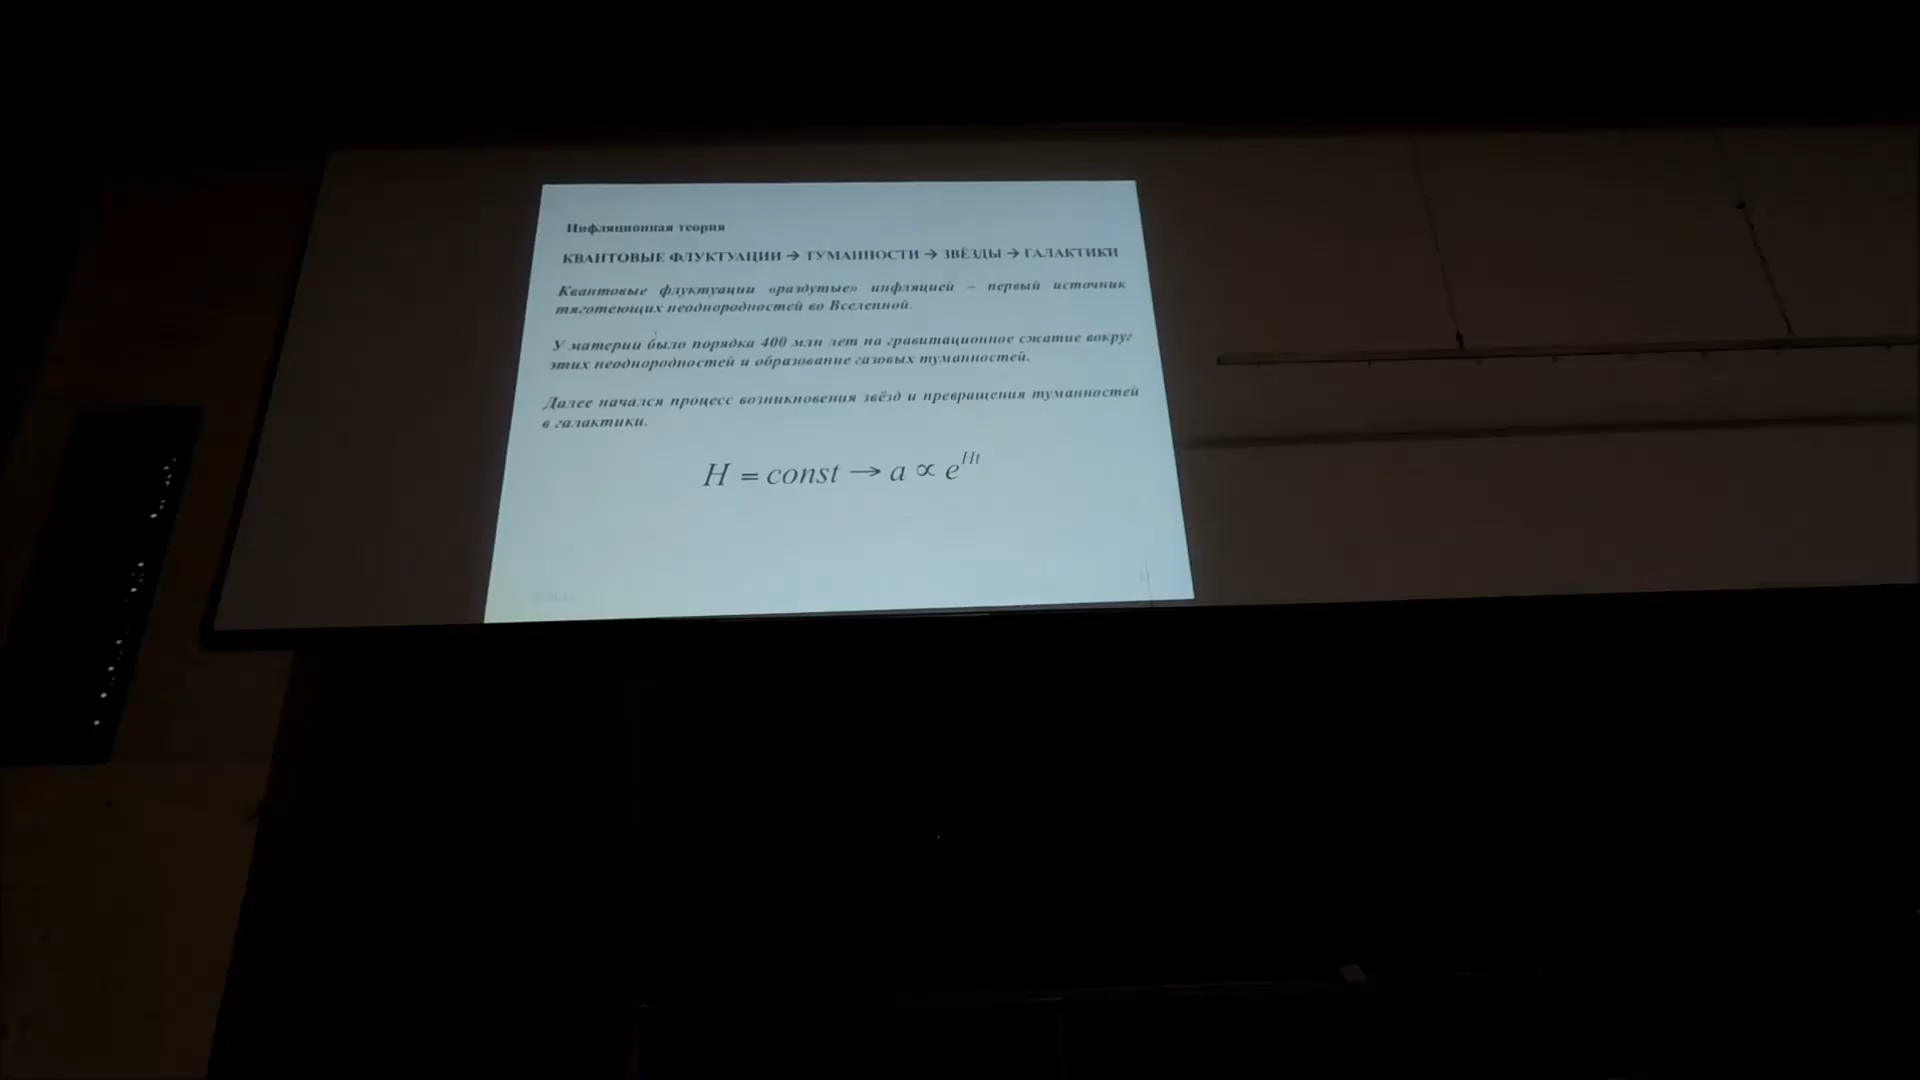 Инфляционная теория
КВАНТОВЫЕ ФЛУКТУАЦИИ → ТУМАННОСТИ → ЗВЁЗДЫ → ГАЛАКТИКИ
Квантовые флуктуации «раздутые» инфляцией – первый источник
тяготеющих неоднородностей во Вселенной.
У материи было порядка 400 млн лет на гравитационное сжатие вокруг
этих неоднородностей и образование газовых туманностей.
Далее начался процесс возникновения звёзд и превращения туманностей
в галактики.
H = const → a ∝ e^{Ht}